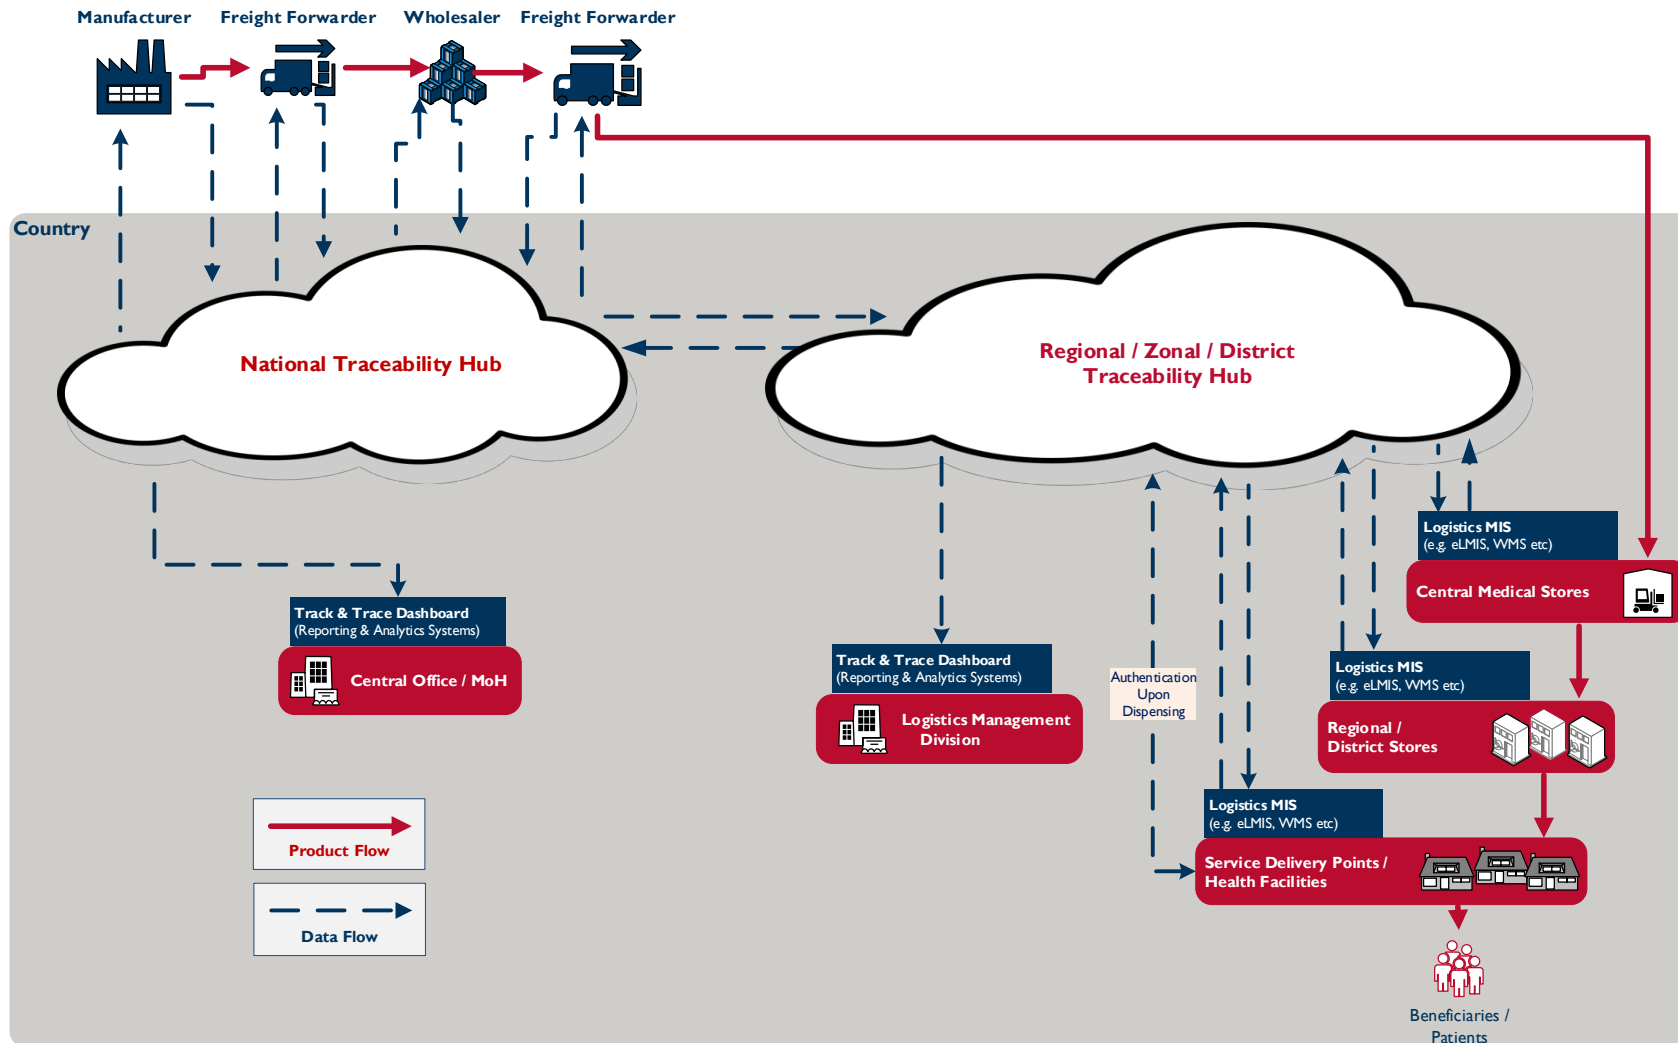 Manufacturer
Freight Forwarder
Wholesaler
Freight Forwarder
Country
National Traceability Hub
Regional / Zonal / District
Traceability Hub
Logistics MIS
(e.g. eLMIS, WMS etc)
Central Medical Stores
Track & Trace Dashboard
(Reporting & Analytics Systems)
Central Office / MoH
Track & Trace Dashboard
(Reporting & Analytics Systems)
Logistics Management
Division
Authentication
Upon
Dispensing
Logistics MIS
(e.g. eLMIS, WMS etc)
Regional /
District Stores
Logistics MIS
(e.g. eLMIS, WMS etc)
Service Delivery Points /
Health Facilities
Product Flow
Data Flow
Beneficiaries /
Patients